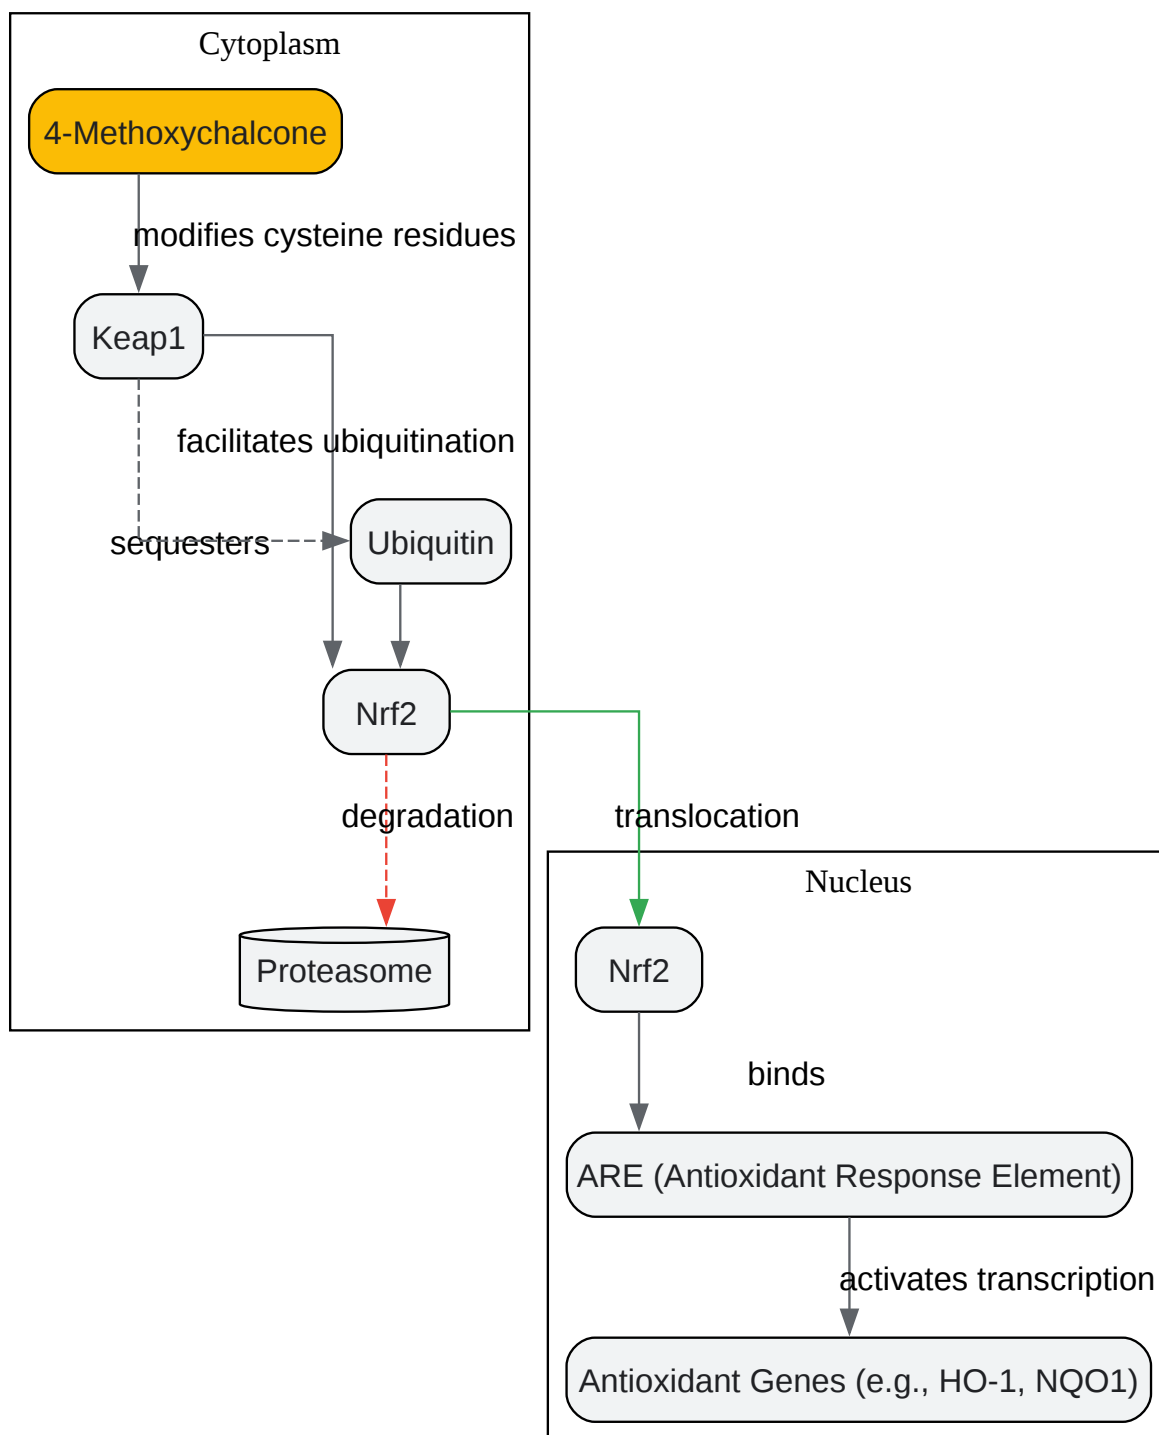 Cytoplasm
4-Methoxychalcone
modifies cysteine residues
Keap1
facilitates ubiquitination
sequesters
Ubiquitin
Nrf2
degradation
translocation
Nucleus
Proteasome
Nrf2
binds
ARE (Antioxidant Response Element)
activates transcription
Antioxidant Genes (e.g., HO-1, NQO1)